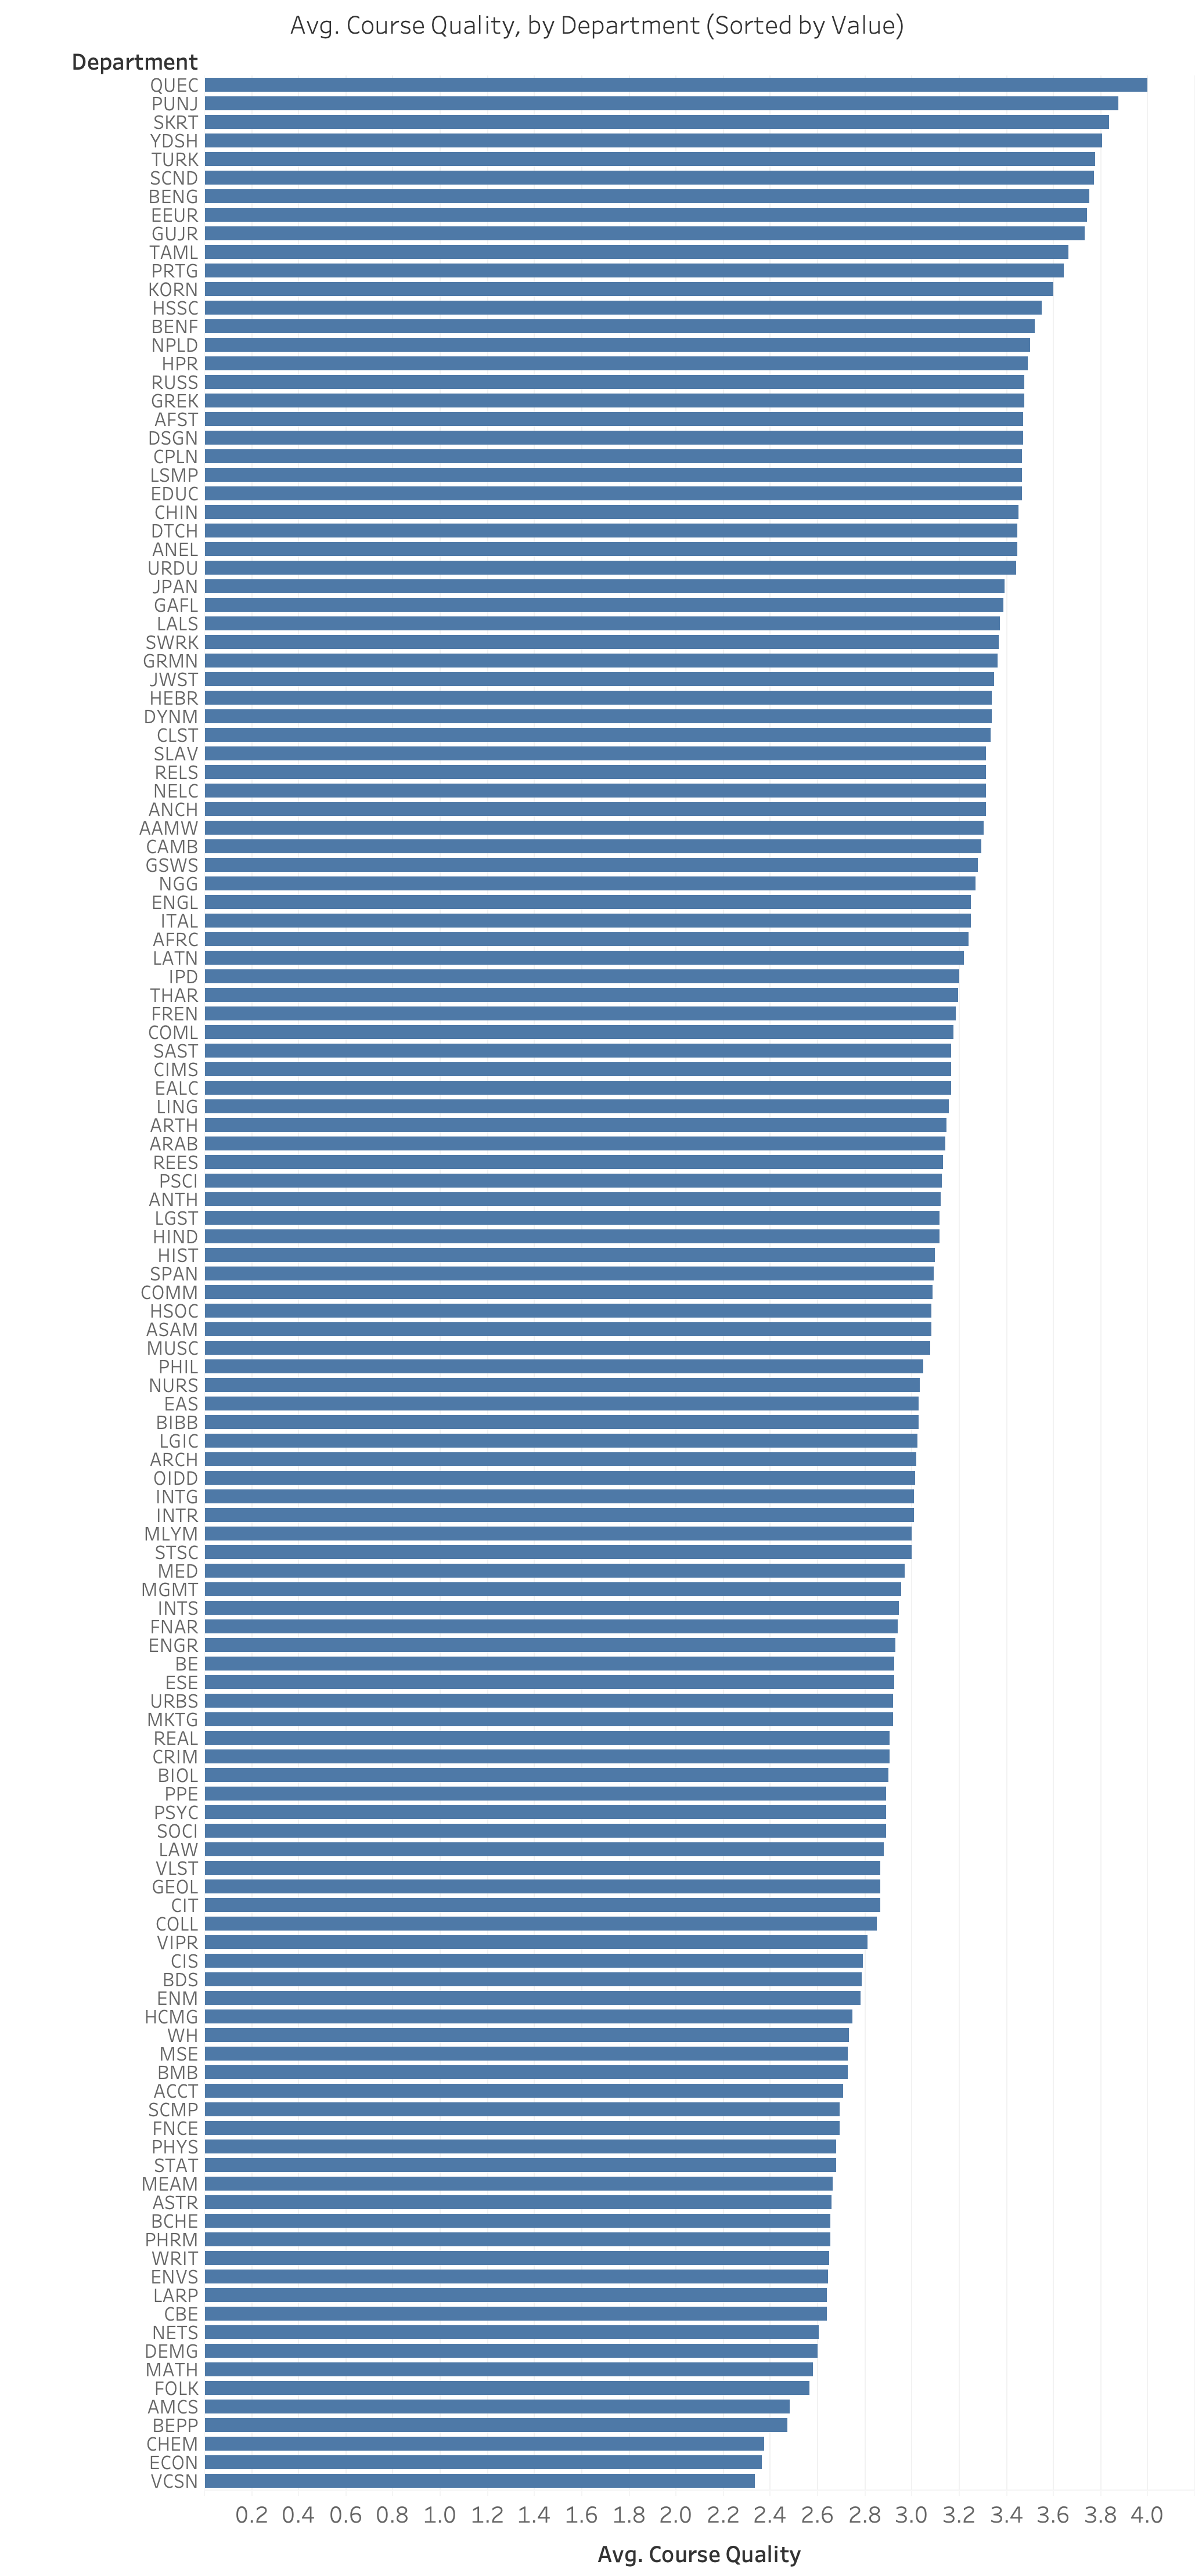 Avg. Course Quality, by Department (Sorted by Value)
Department
QUEC
PUNJ
SKRT
YDSH
TURK
SCND
BENG
EEUR
GUJR
TAML
PRTG
KORN
HSSC
BENF
NPLD
HPR
RUSS
GREK
AFST
DSGN
CPLN
LSMP
EDUC
CHIN
DTCH
ANEL
URDU
JPAN
GAFL
LALS
SWRK
GRMN
JWST
HEBR
DYNM
CLST
SLAV
RELS
NELC
ANCH
AAMW
CAMB
GSWS
NGG
ENGL
ITAL
AFRC
LATN
IPD
THAR
FREN
COML
SAST
CIMS
EALC
LING
ARTH
ARAB
REES
PSCI
ANTH
LGST
HIND
HIST
SPAN
COMM
HSOC
ASAM
MUSC
PHIL
NURS
EAS
BIBB
LGIC
ARCH
OIDD
INTG
INTR
MLYM
STSC
MED
MGMT
INTS
FNAR
ENGR
BE
ESE
URBS
MKTG
REAL
CRIM
BIOL
PPE
PSYC
SOCI
LAW
VLST
GEOL
CIT
COLL
VIPR
CIS
BDS
ENM
HCMG
WH
MSE
BMB
ACCT
SCMP
FNCE
PHYS
STAT
MEAM
ASTR
BCHE
PHRM
WRIT
ENVS
LARP
CBE
NETS
DEMG
MATH
FOLK
AMCS
BEPP
CHEM
ECON
VCSN
0.2 0.4 0.6 0.8 1.0 1.2 1.4 1.6 1.8 2.0 2.2 2.4 2.6 2.8 3.0 3.2 3.4 3.6 3.8 4.0
Avg. Course Quality